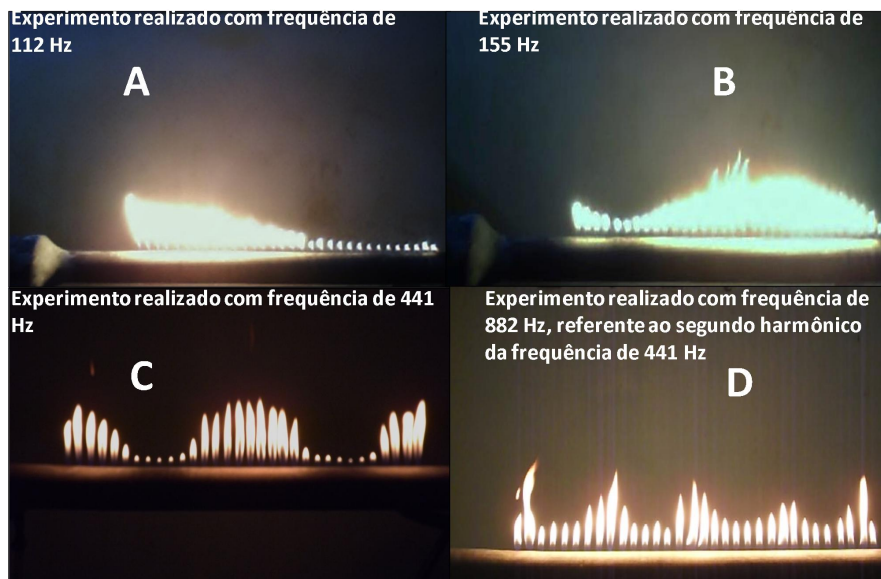 Experimento realizado com frequência de
112 Hz
A
Experimento realizado com frequência de
155 Hz
B
Experimento realizado com frequência de 441
Hz
C
Experimento realizado com frequência de
882 Hz, referente ao segundo harmônico
da frequência de 441 Hz
D